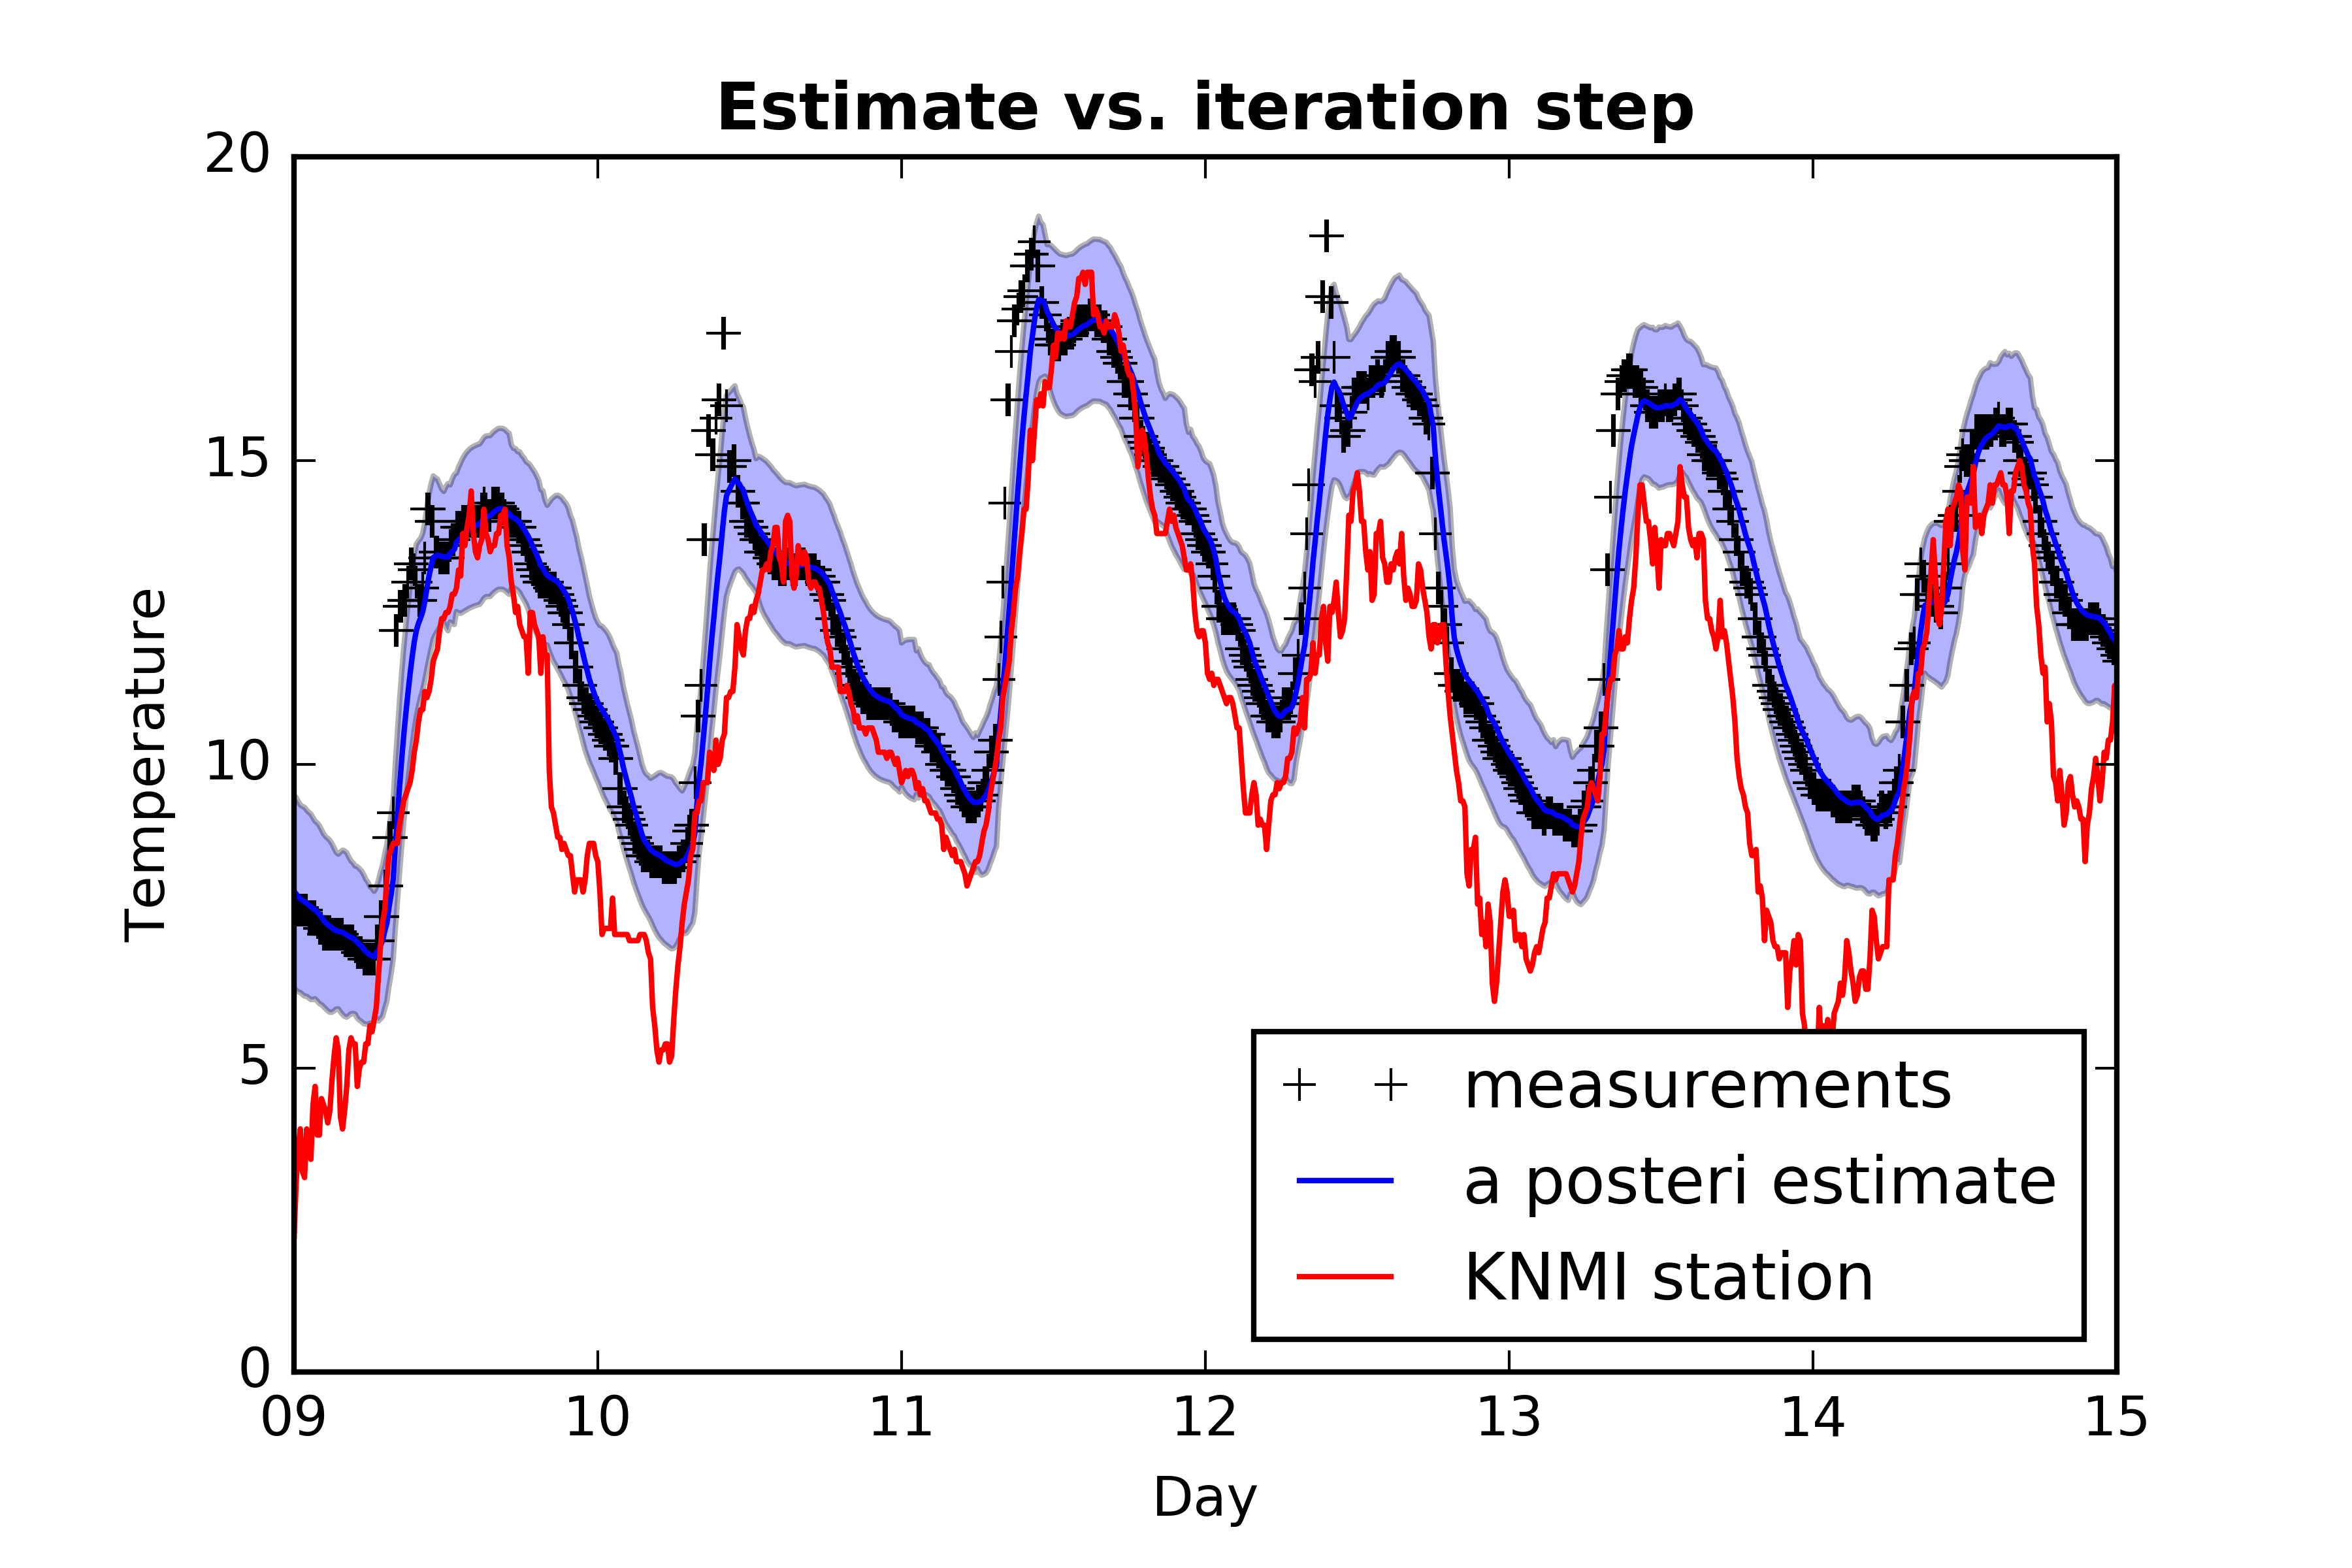 Estimate vs. iteration step
20
15
10
5
0
Temperature
09 10 11 12 13 14 15
Day
measurements
a posteri estimate
KNMI station